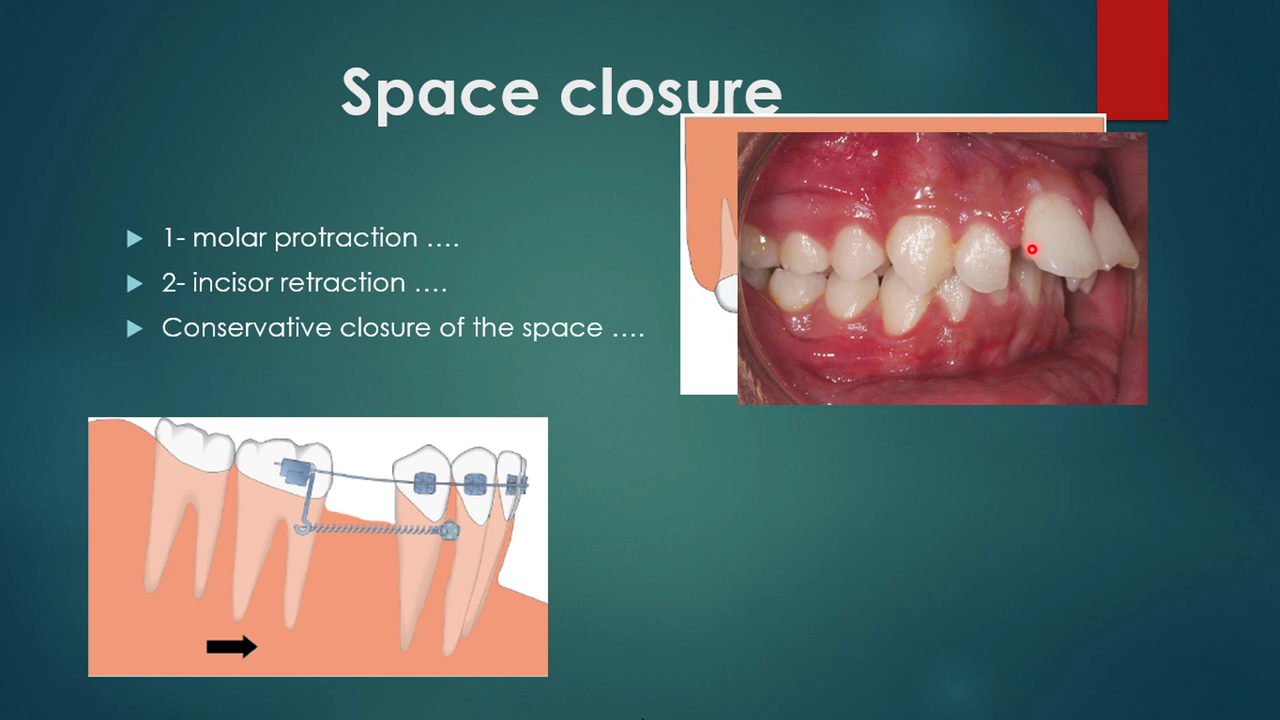 Space closure
1- molar protraction ....
2- incisor retraction ....
Conservative closure of the space ....